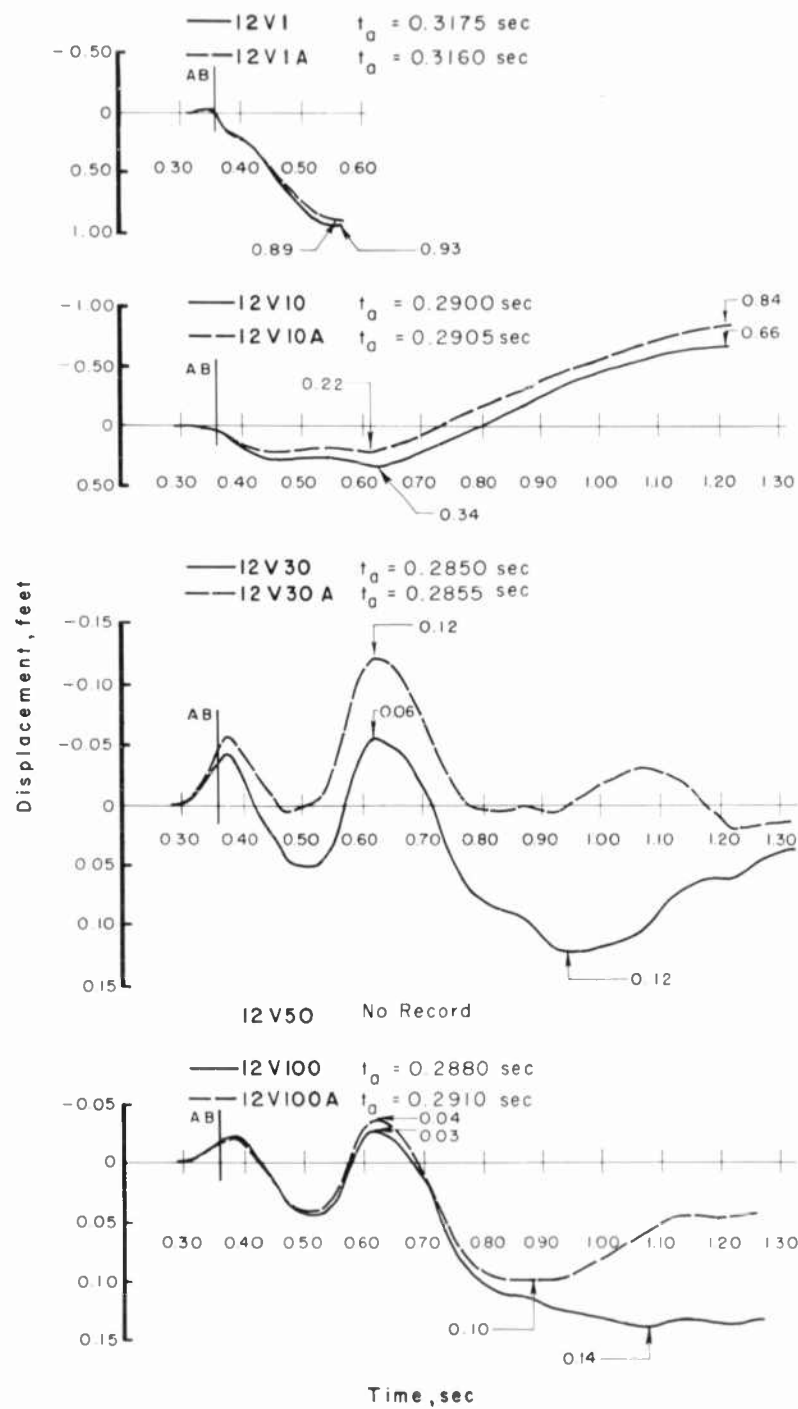 12V1 t_a = 0.3175 sec
12V1A t_a = 0.3160 sec
-0.50
AB
0
0.30 0.40 0.50 0.60
0.50
1.00
0.89 0.93
-1.00
12V10 t_a = 0.2900 sec
0.84
12V10A t_a = 0.2905 sec
0.66
-0.50
AB
0.22
0
0.50
0.30 0.40 0.50 0.60 0.70 0.80 0.90 1.00 1.10 1.20 1.30
0.34
12V30 t_a = 0.2850 sec
12V30A t_a = 0.2855 sec
-0.15
0.12
-0.10
AB
0.06
-0.05
0
0.30 0.40 0.50 0.60 0.70 0.80 0.90 1.00 1.10 1.20 1.30
0.05
0.10
0.12
0.15
Displacement, feet
12V50 No Record
12V100 t_a = 0.2880 sec
12V100A t_a = 0.2910 sec
-0.05
AB
0.04
0.03
0
0.30 0.40 0.50 0.60 0.70 0.80 0.90 1.00 1.10 1.20 1.30
0.05
0.10
0.10
0.15
0.14
Time, sec